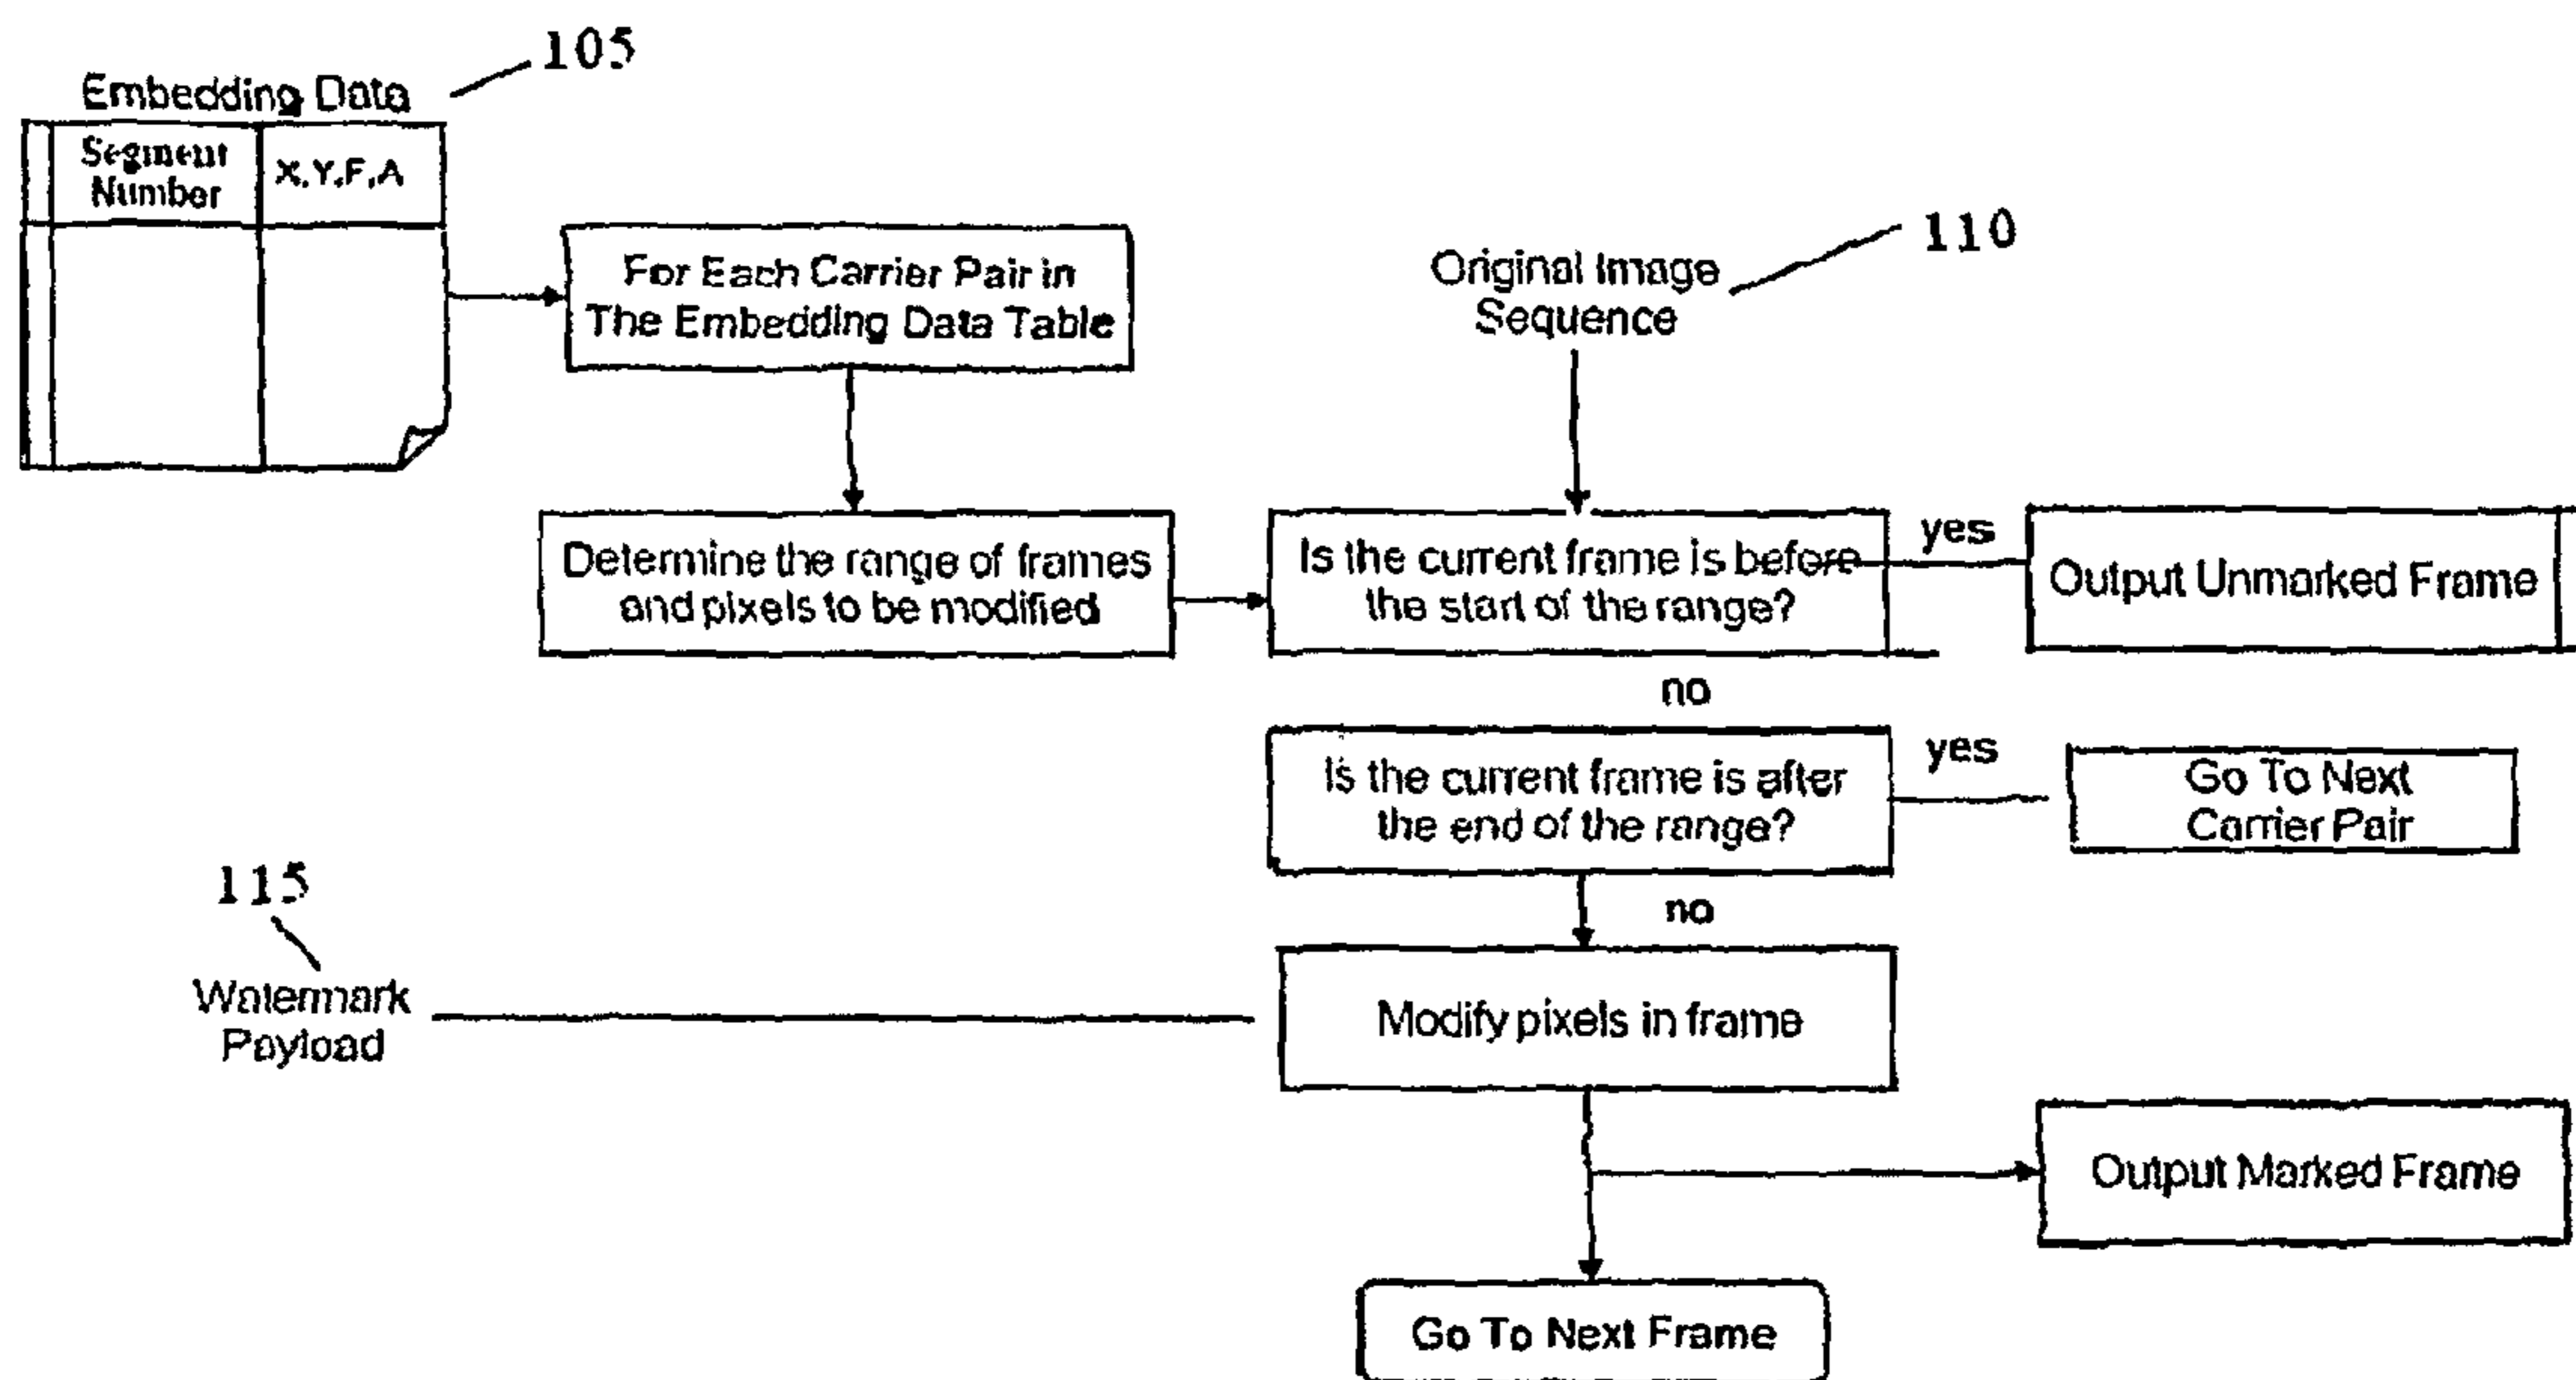 105
Embedding Data
Segment
Number
X,Y,F,A
For Each Carrier Pair in
The Embedding Data Table
110
Original Image
Sequence
Determine the range of frames
and pixels to be modified
Is the current frame is before
the start of the range?
yes
Output Unmarked Frame
no
Is the current frame is after
the end of the range?
yes
Go To Next
Carrier Pair
no
115
Watermark
Payload
Modify pixels in frame
Output Marked Frame
Go To Next Frame